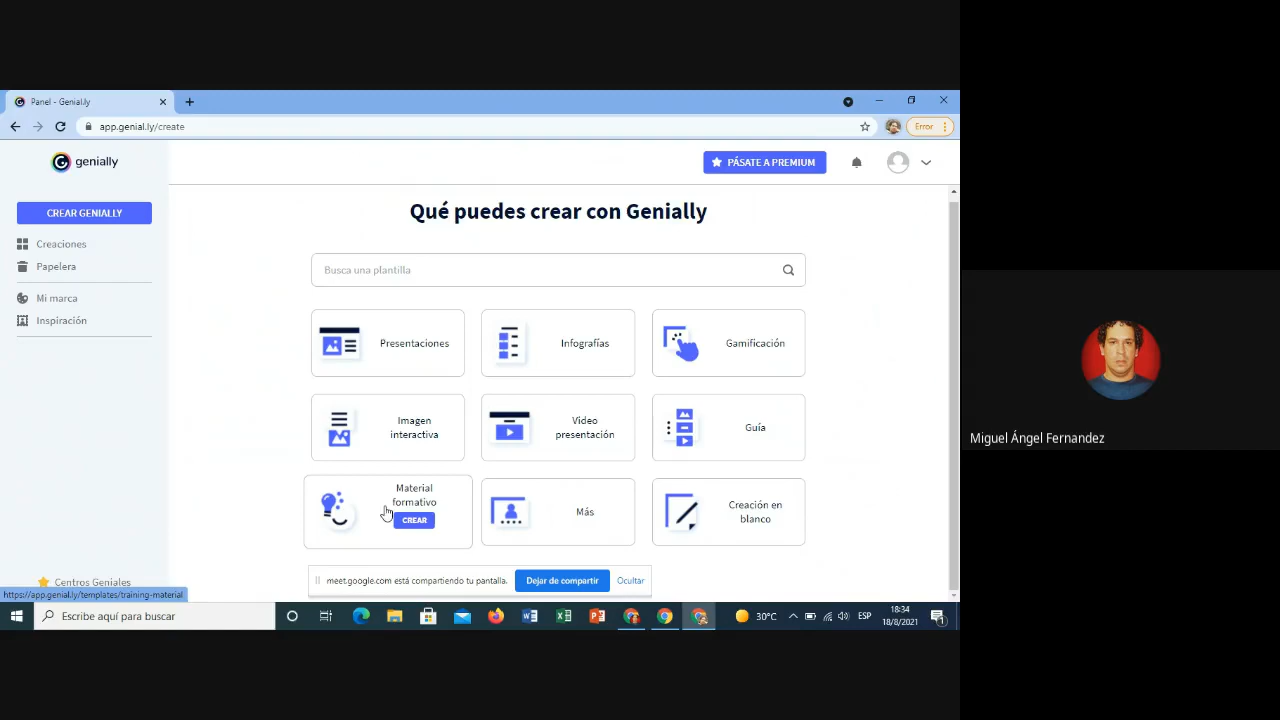 Panel - Genial.ly
app.genial.ly/create
Error
genially
PÁSATE A PREMIUM
CREAR GENIALLY
Creaciones
Papelera
Mi marca
Inspiración
Qué puedes crear con Genially
Busca una plantilla
Presentaciones
Infografías
Gamificación
Imagen
interactiva
Video
presentación
Guía
Material
formativo
CREAR
Más
Creación en
blanco
Centros Geniales
meet.google.com está compartiendo tu pantalla.
Dejar de compartir
Ocultar
https://app.genial.ly/templates/training-material
Escribe aquí para buscar
30°C
ESP
18:34
18/8/2021
1
Miguel Ángel Fernandez